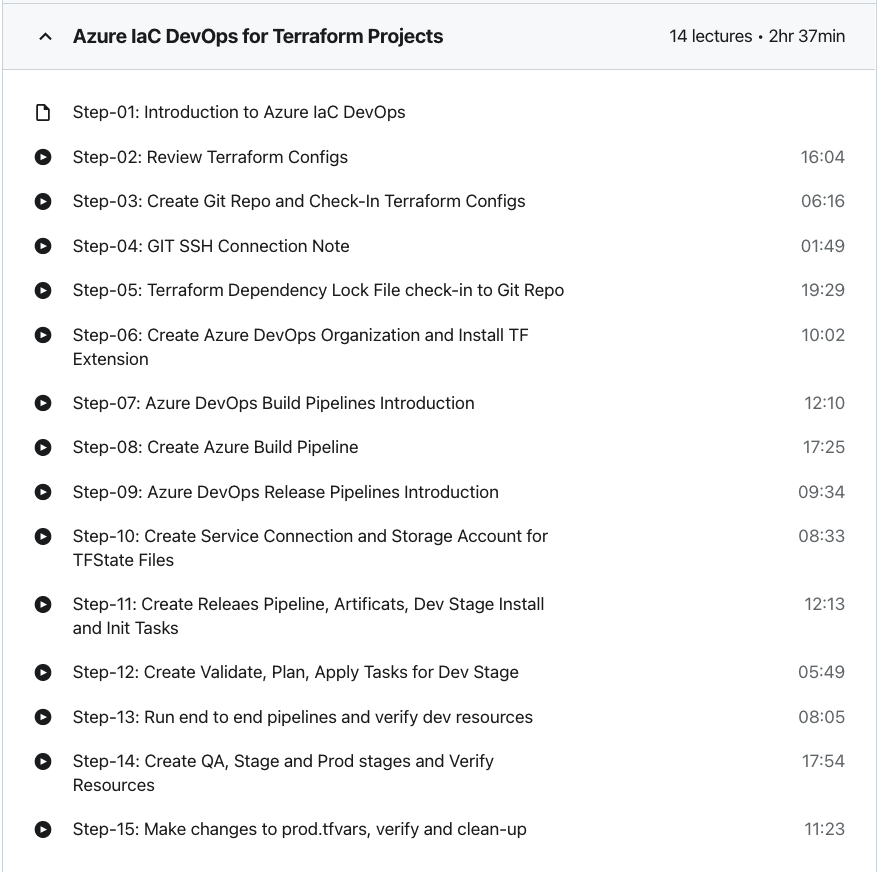 Azure IaC DevOps for Terraform Projects
14 lectures • 2hr 37min
Step-01: Introduction to Azure IaC DevOps
Step-02: Review Terraform Configs
16:04
Step-03: Create Git Repo and Check-In Terraform Configs
06:16
Step-04: GIT SSH Connection Note
01:49
Step-05: Terraform Dependency Lock File check-in to Git Repo
19:29
Step-06: Create Azure DevOps Organization and Install TF
Extension
10:02
Step-07: Azure DevOps Build Pipelines Introduction
12:10
Step-08: Create Azure Build Pipeline
17:25
Step-09: Azure DevOps Release Pipelines Introduction
09:34
Step-10: Create Service Connection and Storage Account for
TFState Files
08:33
Step-11: Create Releaes Pipeline, Artificats, Dev Stage Install
and Init Tasks
12:13
Step-12: Create Validate, Plan, Apply Tasks for Dev Stage
05:49
Step-13: Run end to end pipelines and verify dev resources
08:05
Step-14: Create QA, Stage and Prod stages and Verify
Resources
17:54
Step-15: Make changes to prod.tfvars, verify and clean-up
11:23